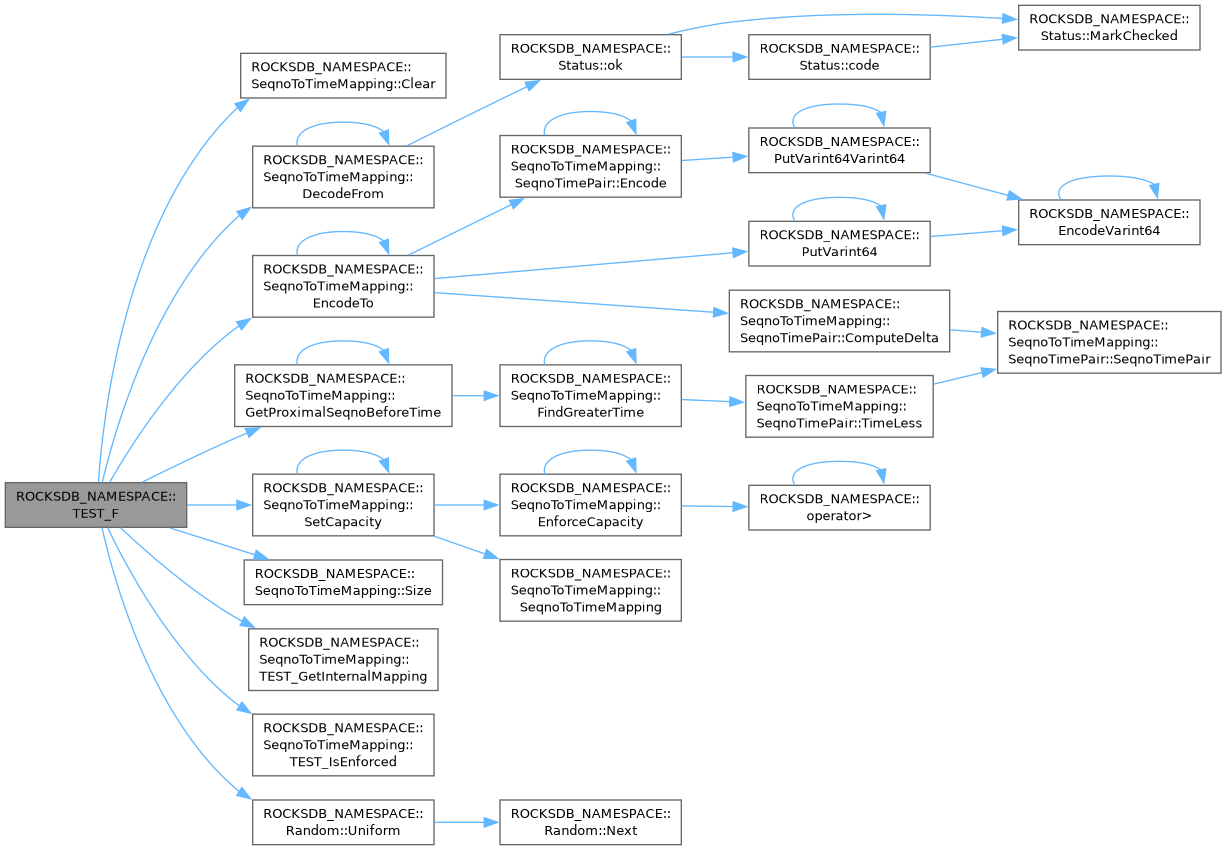 ROCKSDB_NAMESPACE::
TEST_F
ROCKSDB_NAMESPACE::
SeqnoToTimeMapping::Clear
ROCKSDB_NAMESPACE::
SeqnoToTimeMapping::
DecodeFrom
ROCKSDB_NAMESPACE::
Status::ok
ROCKSDB_NAMESPACE::
Status::code
ROCKSDB_NAMESPACE::
Status::MarkChecked
ROCKSDB_NAMESPACE::
SeqnoToTimeMapping::
EncodeTo
ROCKSDB_NAMESPACE::
SeqnoToTimeMapping::
SeqnoTimePair::Encode
ROCKSDB_NAMESPACE::
PutVarint64Varint64
ROCKSDB_NAMESPACE::
EncodeVarint64
ROCKSDB_NAMESPACE::
PutVarint64
ROCKSDB_NAMESPACE::
SeqnoToTimeMapping::
SeqnoTimePair::ComputeDelta
ROCKSDB_NAMESPACE::
SeqnoToTimeMapping::
SeqnoTimePair::SeqnoTimePair
ROCKSDB_NAMESPACE::
SeqnoToTimeMapping::
GetProximalSeqnoBeforeTime
ROCKSDB_NAMESPACE::
SeqnoToTimeMapping::
FindGreaterTime
ROCKSDB_NAMESPACE::
SeqnoToTimeMapping::
SeqnoTimePair::TimeLess
ROCKSDB_NAMESPACE::
SeqnoToTimeMapping::
SetCapacity
ROCKSDB_NAMESPACE::
SeqnoToTimeMapping::
EnforceCapacity
ROCKSDB_NAMESPACE::
operator>
ROCKSDB_NAMESPACE::
SeqnoToTimeMapping::
SeqnoToTimeMapping
ROCKSDB_NAMESPACE::
SeqnoToTimeMapping::Size
ROCKSDB_NAMESPACE::
SeqnoToTimeMapping::
TEST_GetInternalMapping
ROCKSDB_NAMESPACE::
SeqnoToTimeMapping::
TEST_IsEnforced
ROCKSDB_NAMESPACE::
Random::Uniform
ROCKSDB_NAMESPACE::
Random::Next